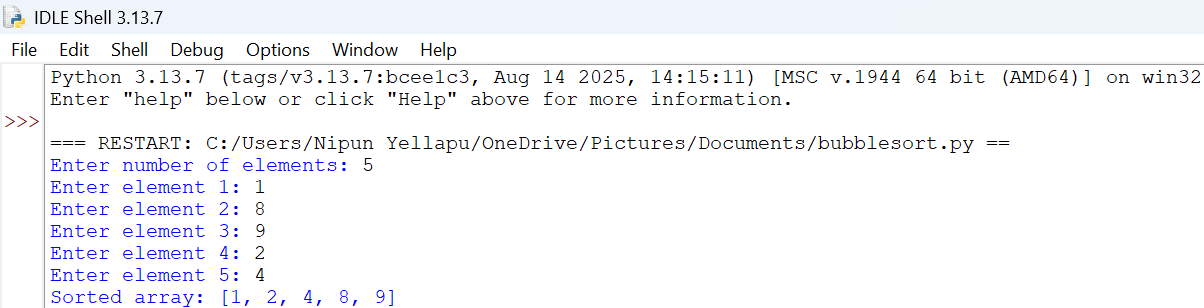 IDLE Shell 3.13.7
File Edit Shell Debug Options Window Help
Python 3.13.7 (tags/v3.13.7:bcee1c3, Aug 14 2025, 14:15:11) [MSC v.1944 64 bit (AMD64)] on win32
Enter "help" below or click "Help" above for more information.
>>>
=== RESTART: C:/Users/Nipun Yellapu/OneDrive/Pictures/Documents/bubblesort.py ==
Enter number of elements: 5
Enter element 1: 1
Enter element 2: 8
Enter element 3: 9
Enter element 4: 2
Enter element 5: 4
Sorted array: [1, 2, 4, 8, 9]